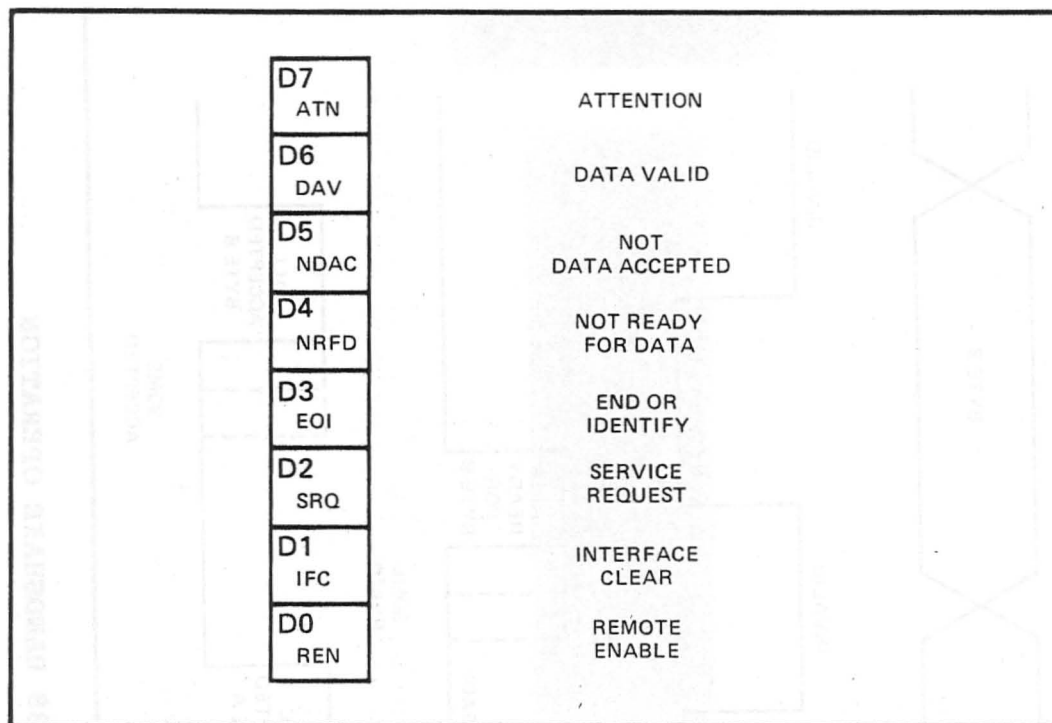 D7
ATN
ATTENTION
D6
DAV
DATA VALID
D5
NDAC
NOT
DATA ACCEPTED
D4
NRFD
NOT READY
FOR DATA
D3
EOI
END OR
IDENTIFY
D2
SRQ
SERVICE
REQUEST
D1
IFC
INTERFACE
CLEAR
D0
REN
REMOTE
ENABLE